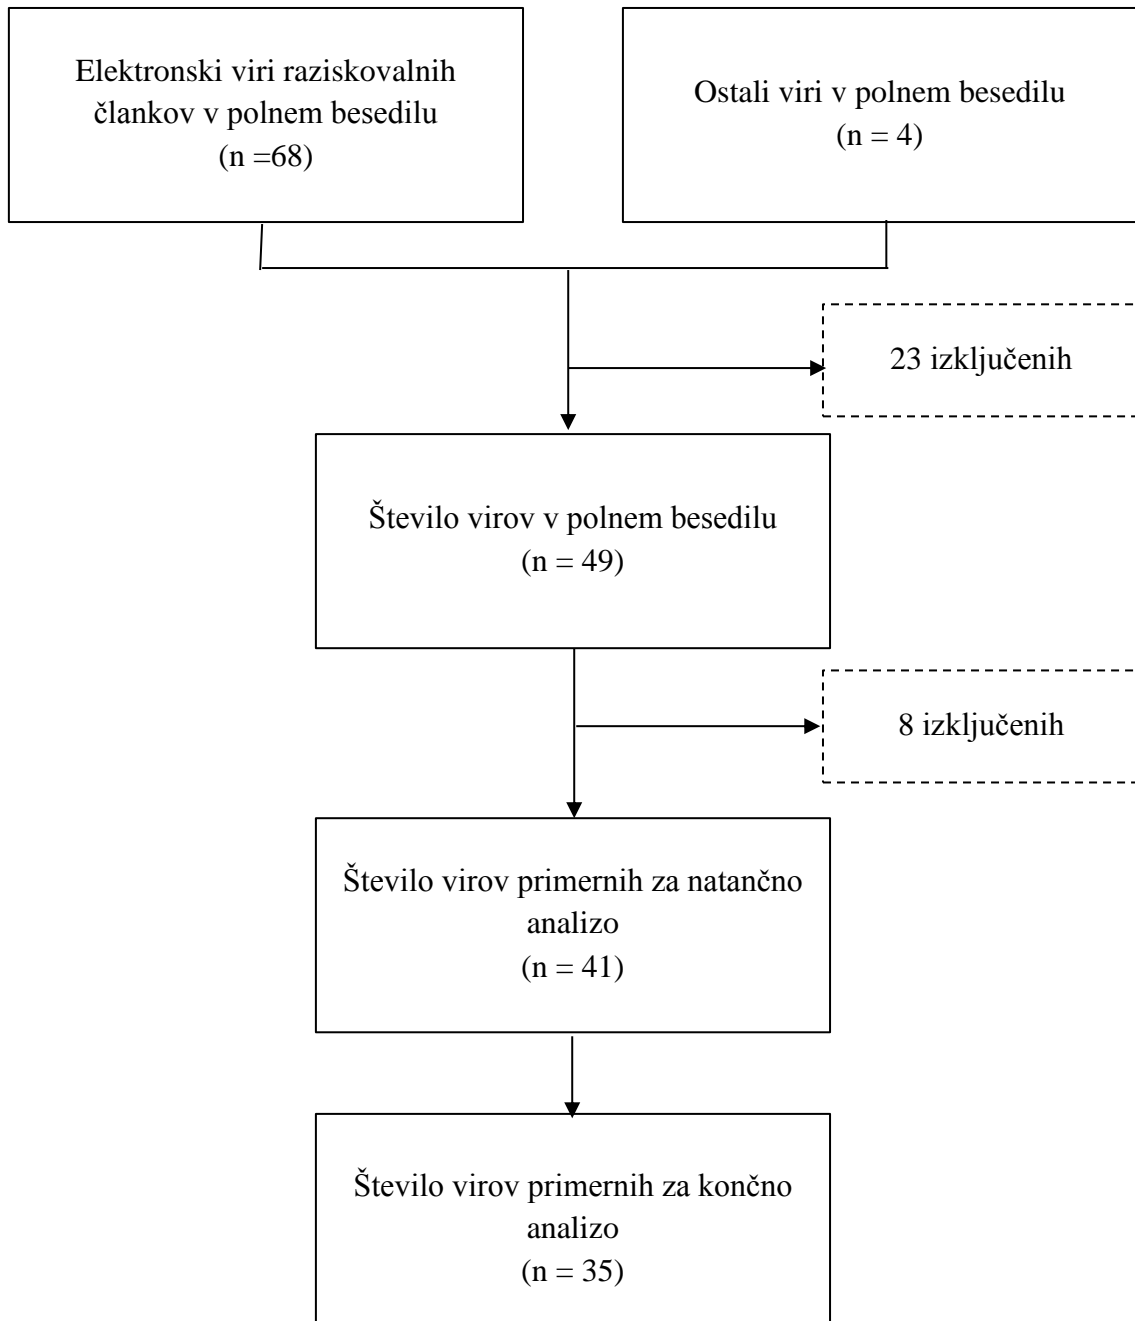 Elektronski viri raziskovalnih
člankov v polnem besedilu
(n =68)
Ostali viri v polnem besedilu
(n = 4)
23 izključenih
Število virov v polnem besedilu
(n = 49)
8 izključenih
Število virov primernih za natančno
analizo
(n = 41)
Število virov primernih za končno
analizo
(n = 35)